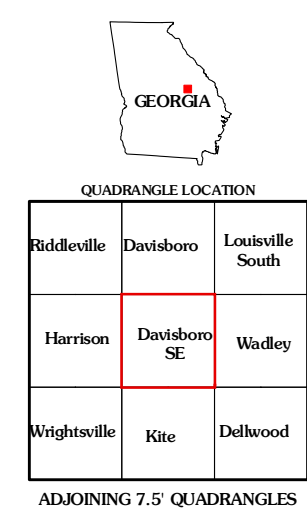 GEORGIA
QUADRANGLE LOCATION
Riddleville
Davisboro
Louisville
South
Harrison
Davisboro
SE
Wadley
Wrightsville
Kite
Dellwood
ADJOINING 7.5' QUADRANGLES